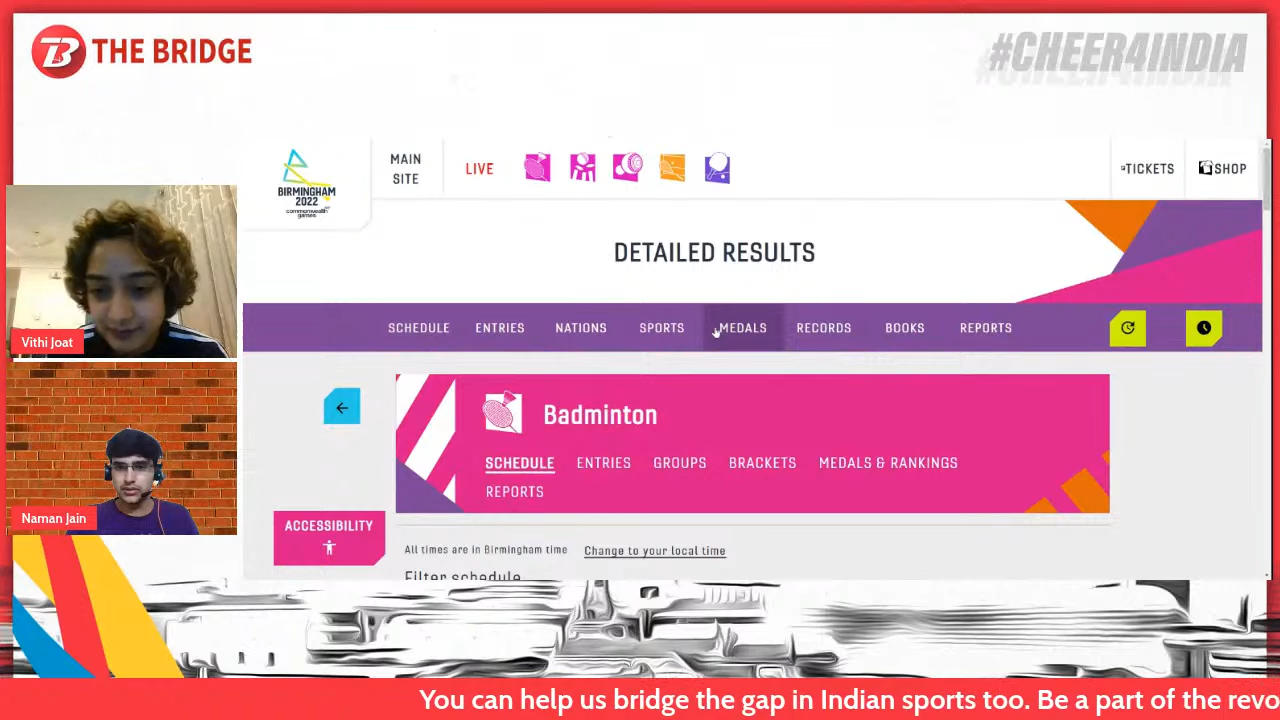 THE BRIDGE
#CHEER4INDIA
BIRMINGHAM
2022
commonwealth
games
MAIN
SITE
LIVE
TICKETS
SHOP
DETAILED RESULTS
SCHEDULE
ENTRIES
NATIONS
SPORTS
MEDALS
RECORDS
BOOKS
REPORTS
Vithi Joat
Badminton
SCHEDULE
ENTRIES
GROUPS
BRACKETS
MEDALS & RANKINGS
REPORTS
Naman Jain
ACCESSIBILITY
All times are in Birmingham time
Change to your local time
Filter schedule
You can help us bridge the gap in Indian sports too. Be a part of the revo